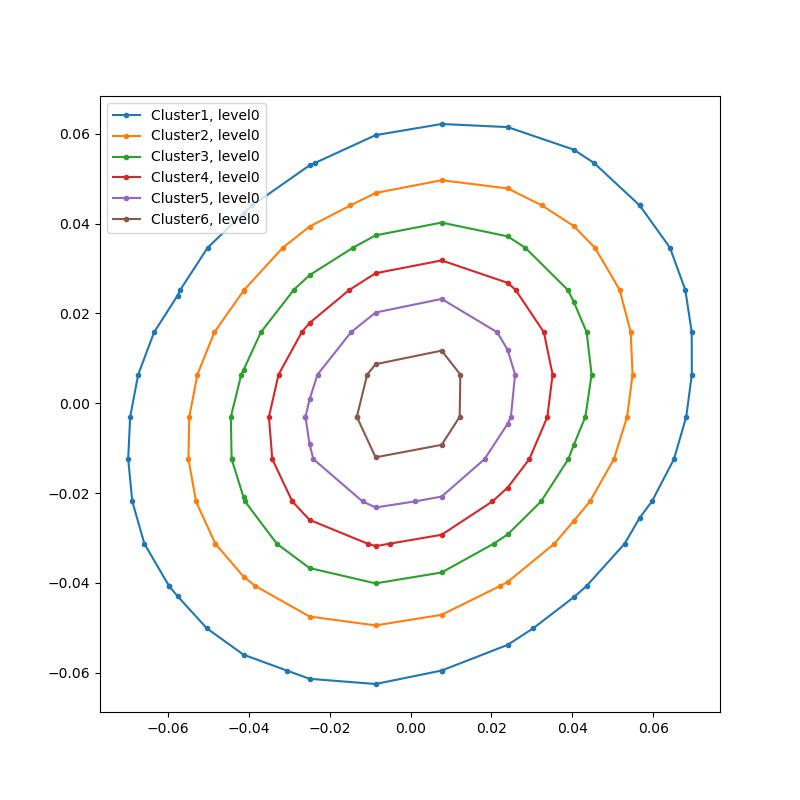 Cluster1, level0
Cluster2, level0
Cluster3, level0
Cluster4, level0
Cluster5, level0
Cluster6, level0
0.06
0.04
0.02
0.00
−0.02
−0.04
−0.06
−0.06 −0.04 −0.02 0.00 0.02 0.04 0.06